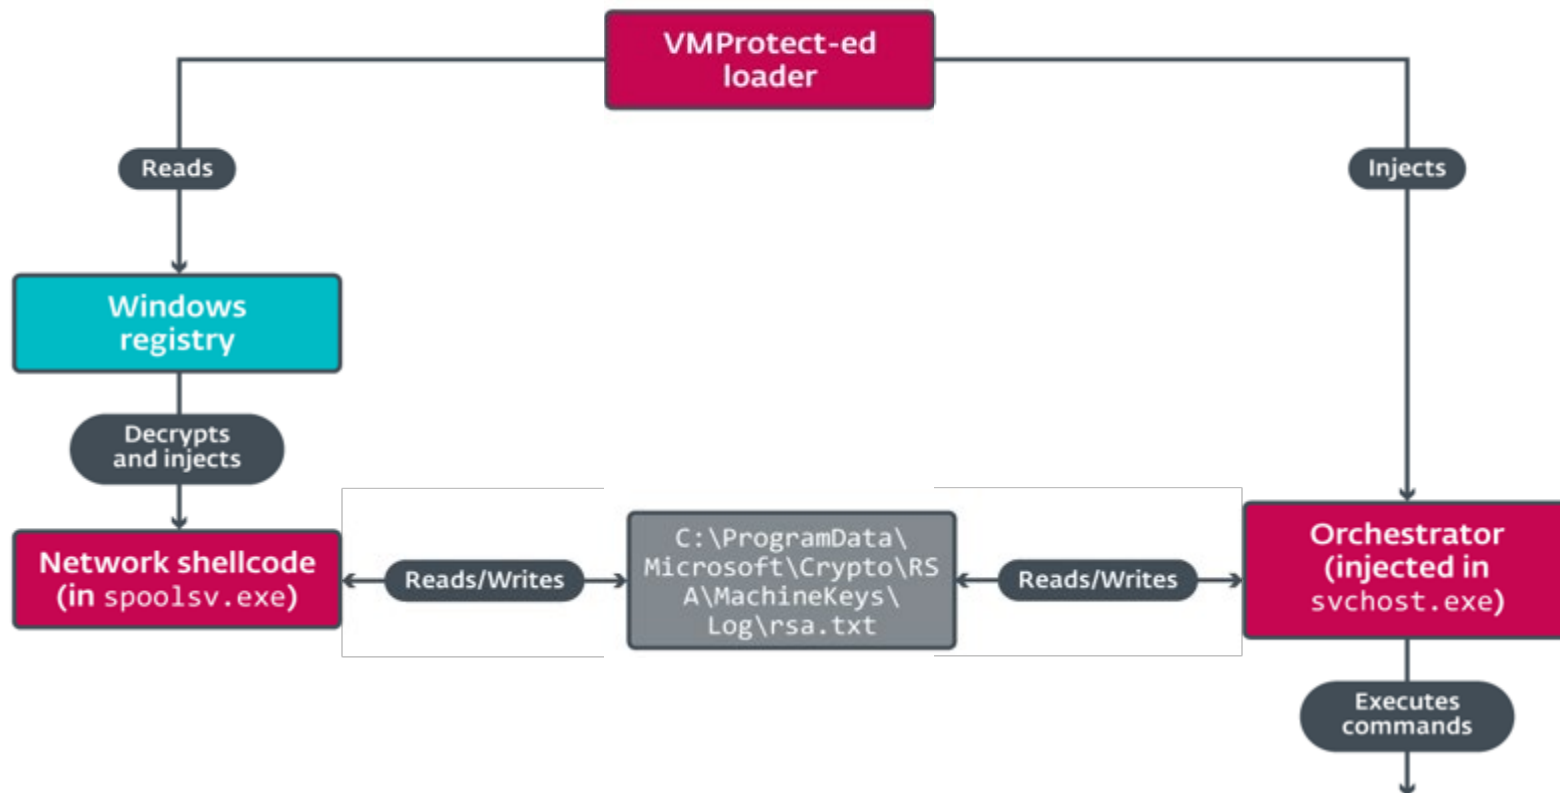 VMProtect-ed
loader
Reads
Injects
Windows
registry
Decrypts
and injects
Network shellcode
(in spoolsv.exe)
Reads/Writes
C:\ProgramData\
Microsoft\Crypto\RS
A\MachineKeys\
Log\rsa.txt
Reads/Writes
Orchestrator
(injected in
svchost.exe)
Executes
commands